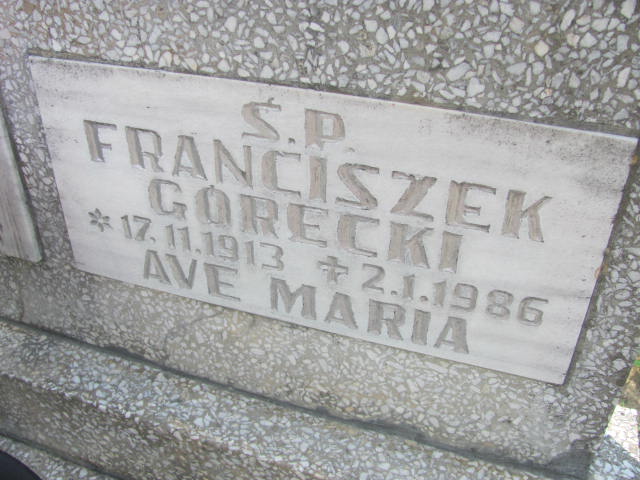 Ś.P.
FRANCISZEK
GÓRECKI
* 17.11.1913 ✝ 2.1.1986
AVE MARIA